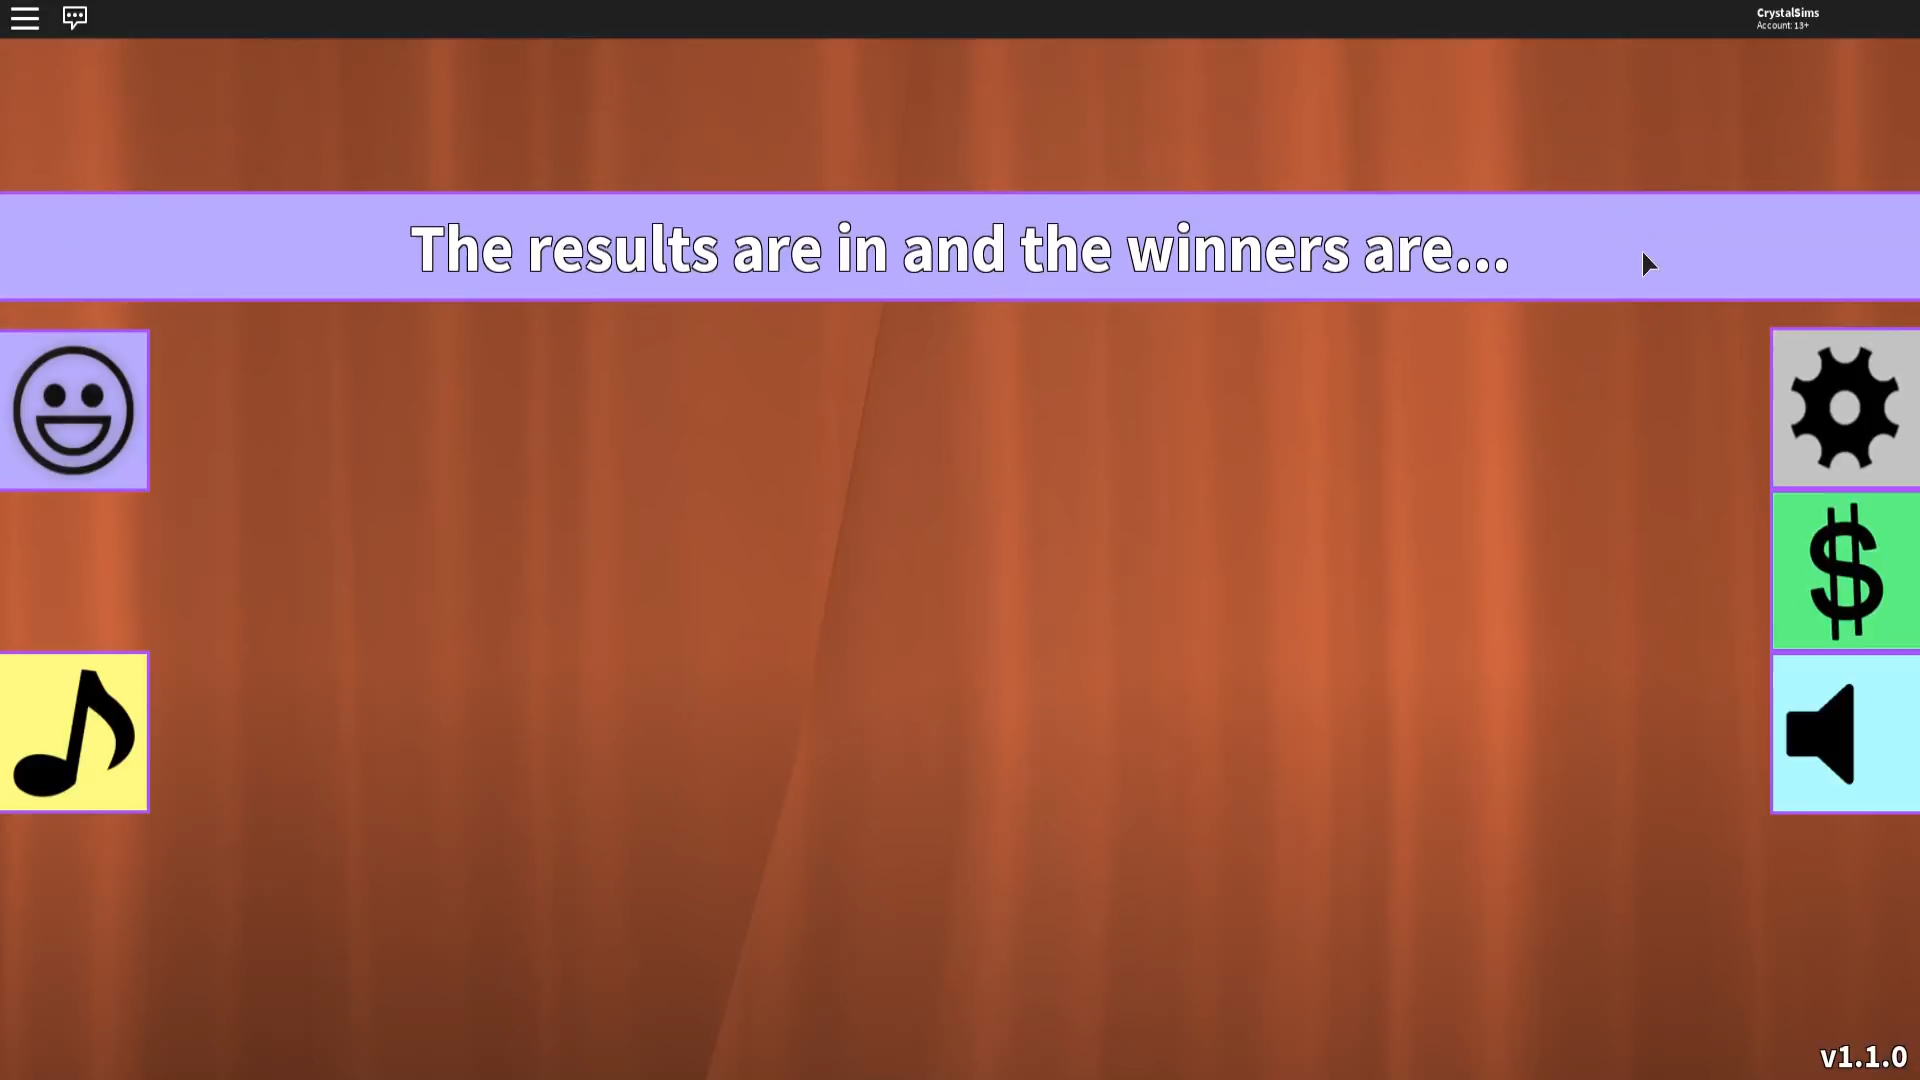 CrystalSims
Account: 13+
The results are in and the winners are...
v1.1.0